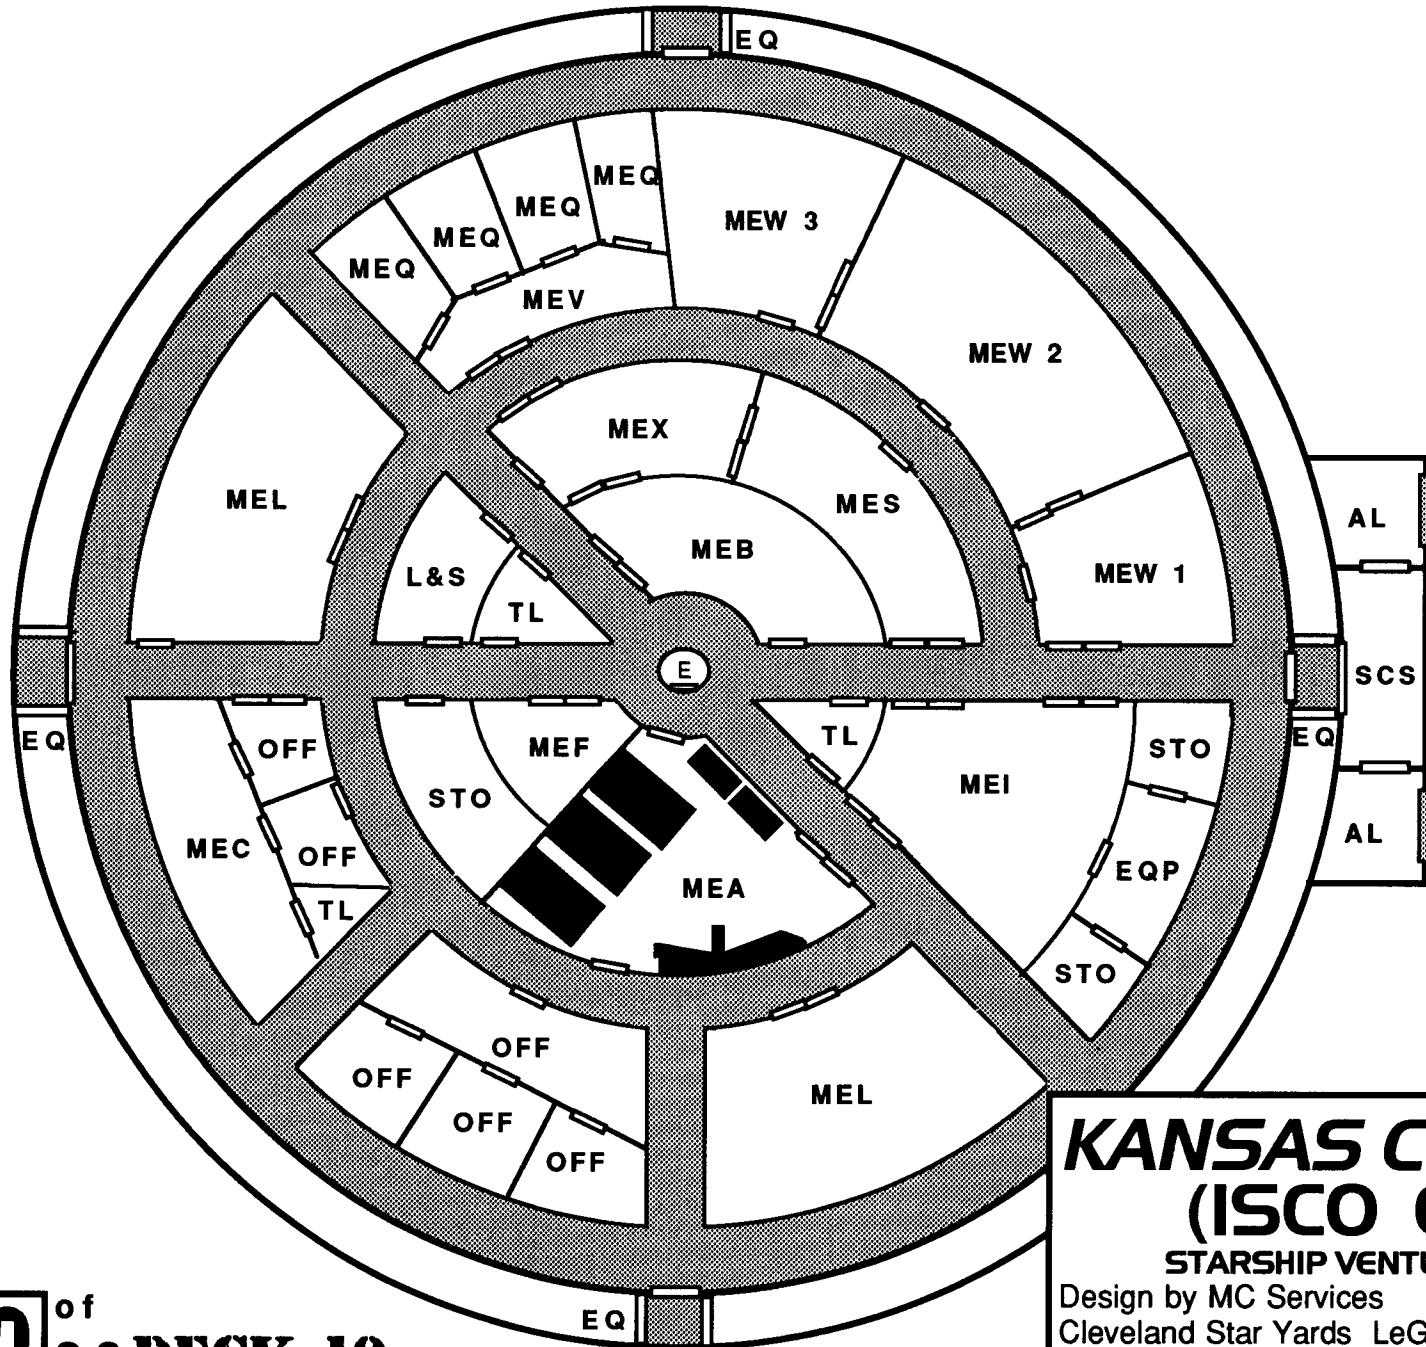 EQ
MEQ
MEW 3
MEQ
MEQ
MEQ
MEV
MEW 2
MEX
MEL
MES
AL
MEB
L&S
MEW 1
TL
E
SCS
EQ
OFF
MEF
TL
STO
EQ
STO
MEI
MEC
OFF
AL
MEA
EQP
TL
STO
OFF
OFF
MEL
OFF
OFF
KANSAS C
(ISCO
STARSHIP VENTU
Design by MC Services
Cleveland Star Yards LeG
of
EQ
DECK